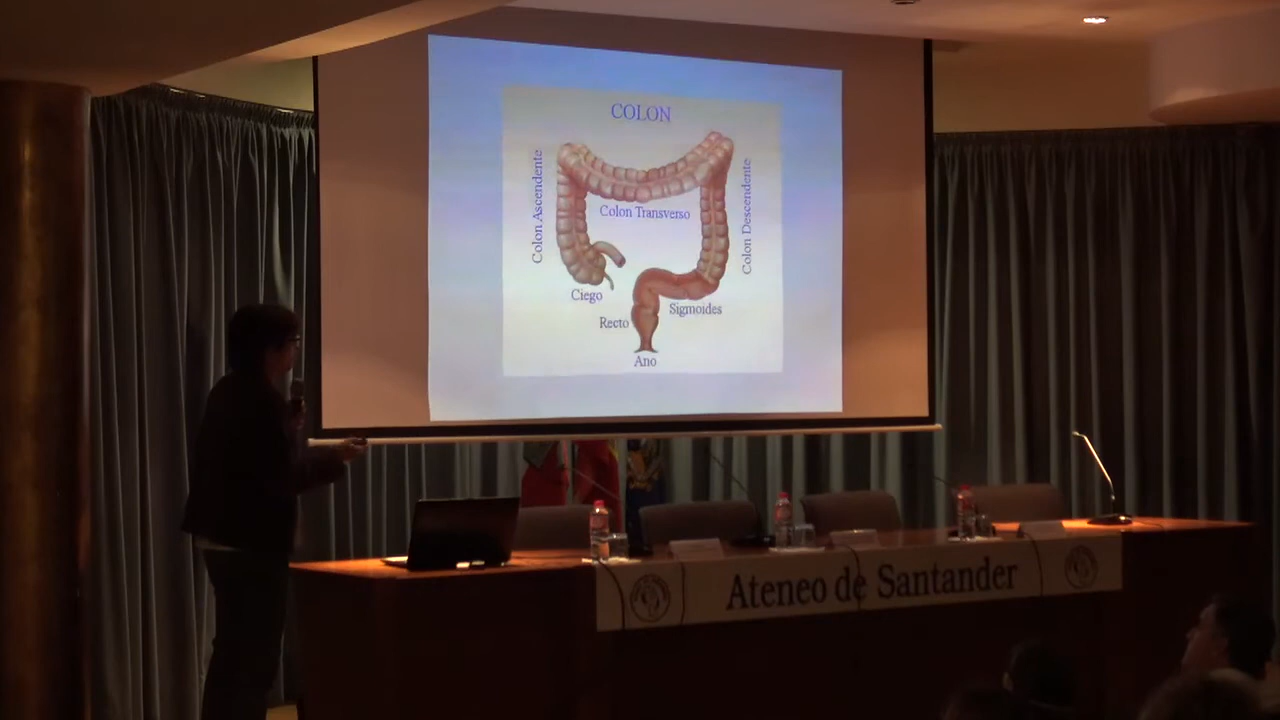 COLON
Colon Ascendente
Colon Transverso
Colon Descendente
Ciego
Sigmoides
Recto
Ano
Ateneo de Santander